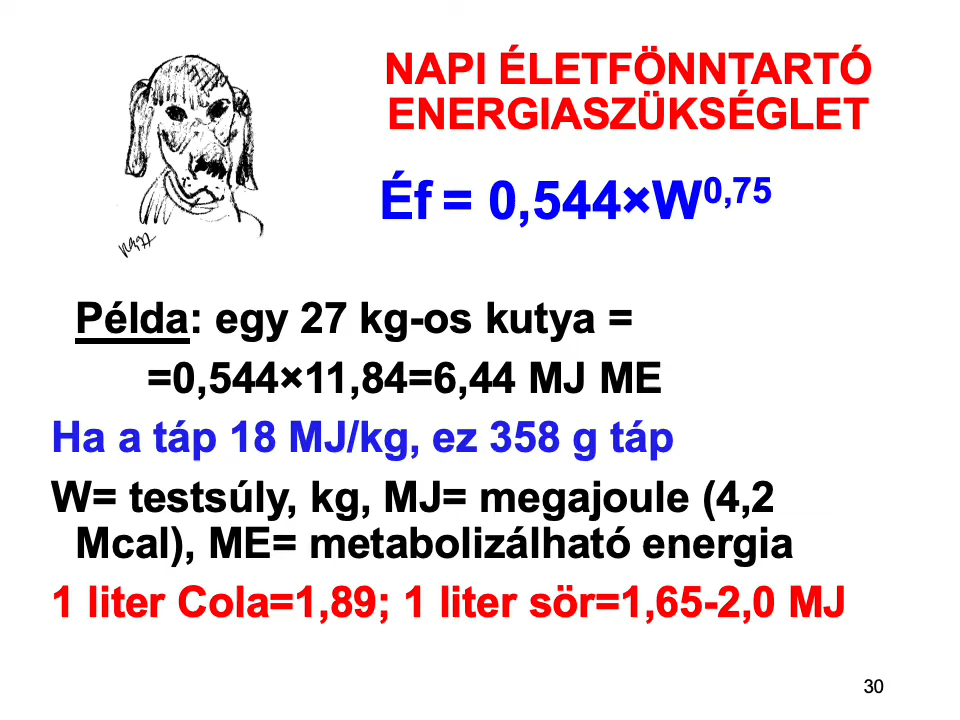 NAPI ÉLETFÖNNTARTÓ
ENERGIASZÜKSÉGLET
Éf = 0,544×W^0,75
Példa: egy 27 kg-os kutya =
=0,544×11,84=6,44 MJ ME
Ha a táp 18 MJ/kg, ez 358 g táp
W= testsúly, kg, MJ= megajoule (4,2
Mcal), ME= metabolizálható energia
1 liter Cola=1,89; 1 liter sör=1,65-2,0 MJ
30